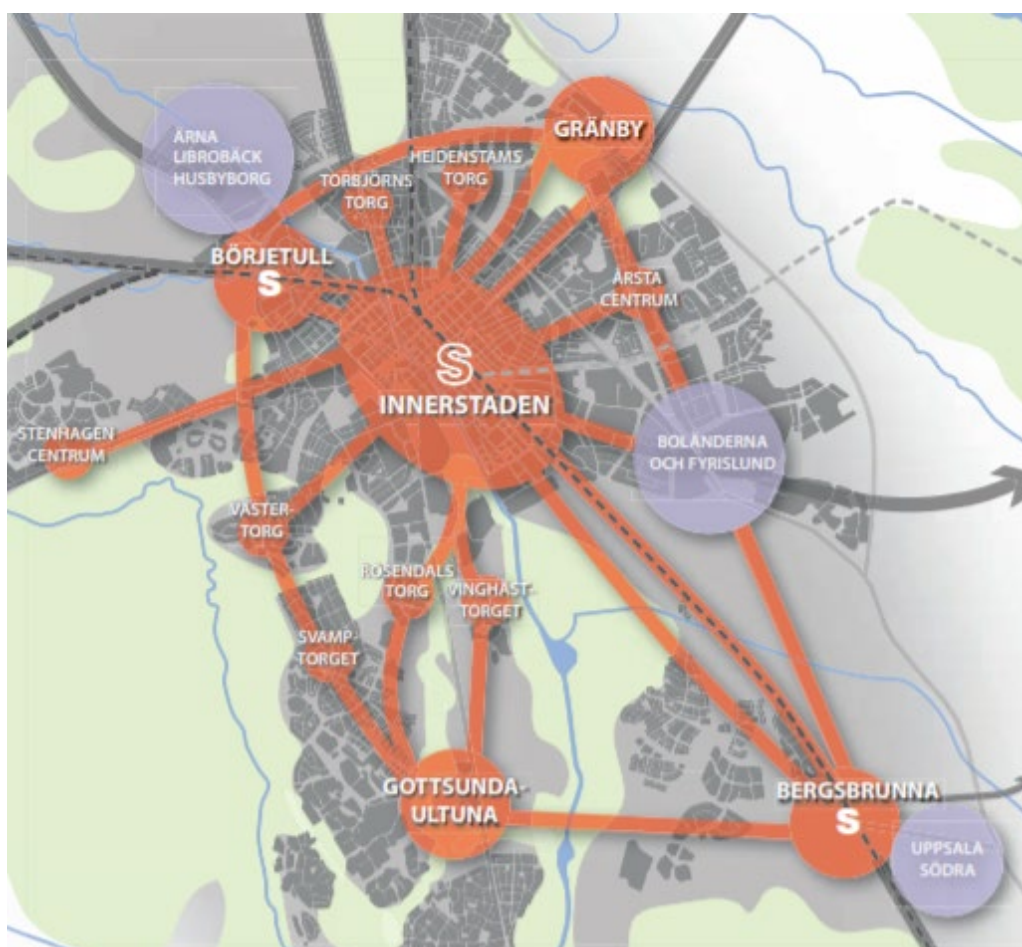 GRÄNBY
ÄRNA
LIBROBÄCK
HUSBYBORG
HEIDENSTAMS
TORG
TORBJÖRNS
TORG
BÖRJETULL
S
ÅRSTA
CENTRUM
S
INNERSTADEN
STENHAGEN
CENTRUM
BOLÄNDERNA
OCH FYRISLUND
VÄSTER-
TORG
ROSENDALS
TORG
VINGHÄST-
TORGET
SVAMP-
TORGET
GOTTSUNDA-
ULTUNA
BERGSBRUNNA
S
UPPSALA
SÖDRA